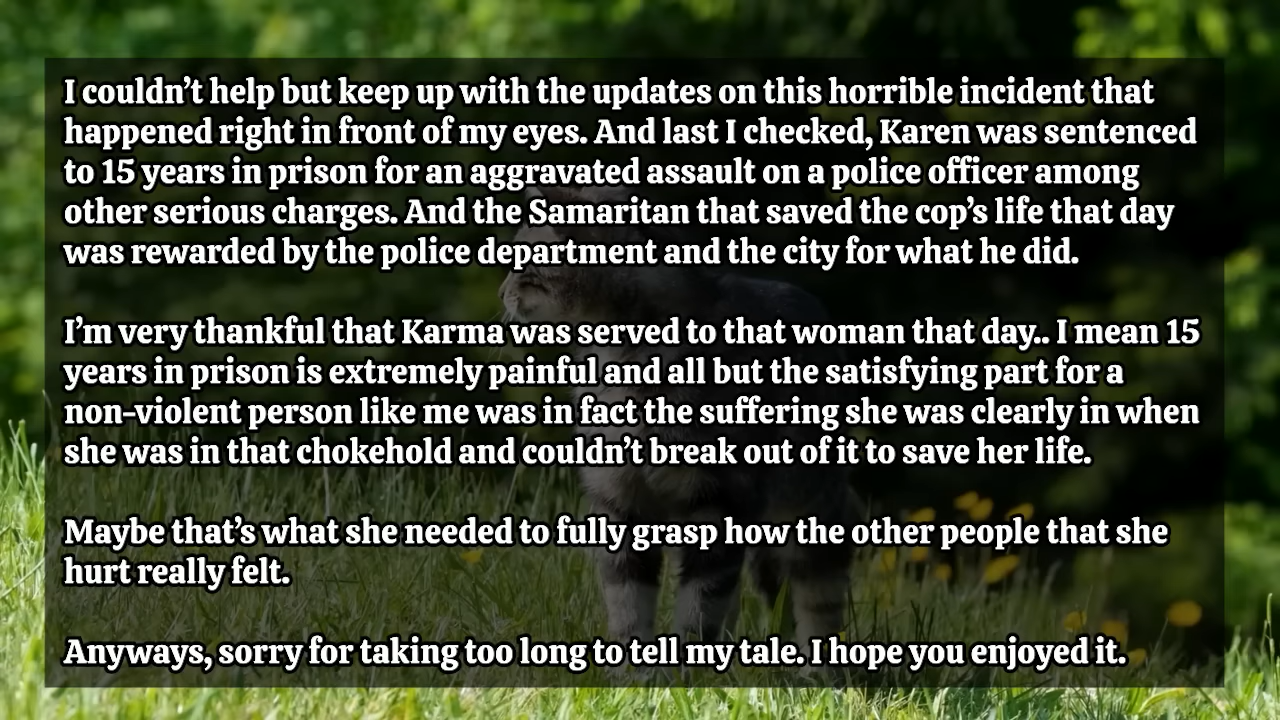 I couldn’t help but keep up with the updates on this horrible incident that
happened right in front of my eyes. And last I checked, Karen was sentenced
to 15 years in prison for an aggravated assault on a police officer among
other serious charges. And the Samaritan that saved the cop’s life that day
was rewarded by the police department and the city for what he did.
I’m very thankful that Karma was served to that woman that day.. I mean 15
years in prison is extremely painful and all but the satisfying part for a
non-violent person like me was in fact the suffering she was clearly in when
she was in that chokehold and couldn’t break out of it to save her life.
Maybe that’s what she needed to fully grasp how the other people that she
hurt really felt.
Anyways, sorry for taking too long to tell my tale. I hope you enjoyed it.